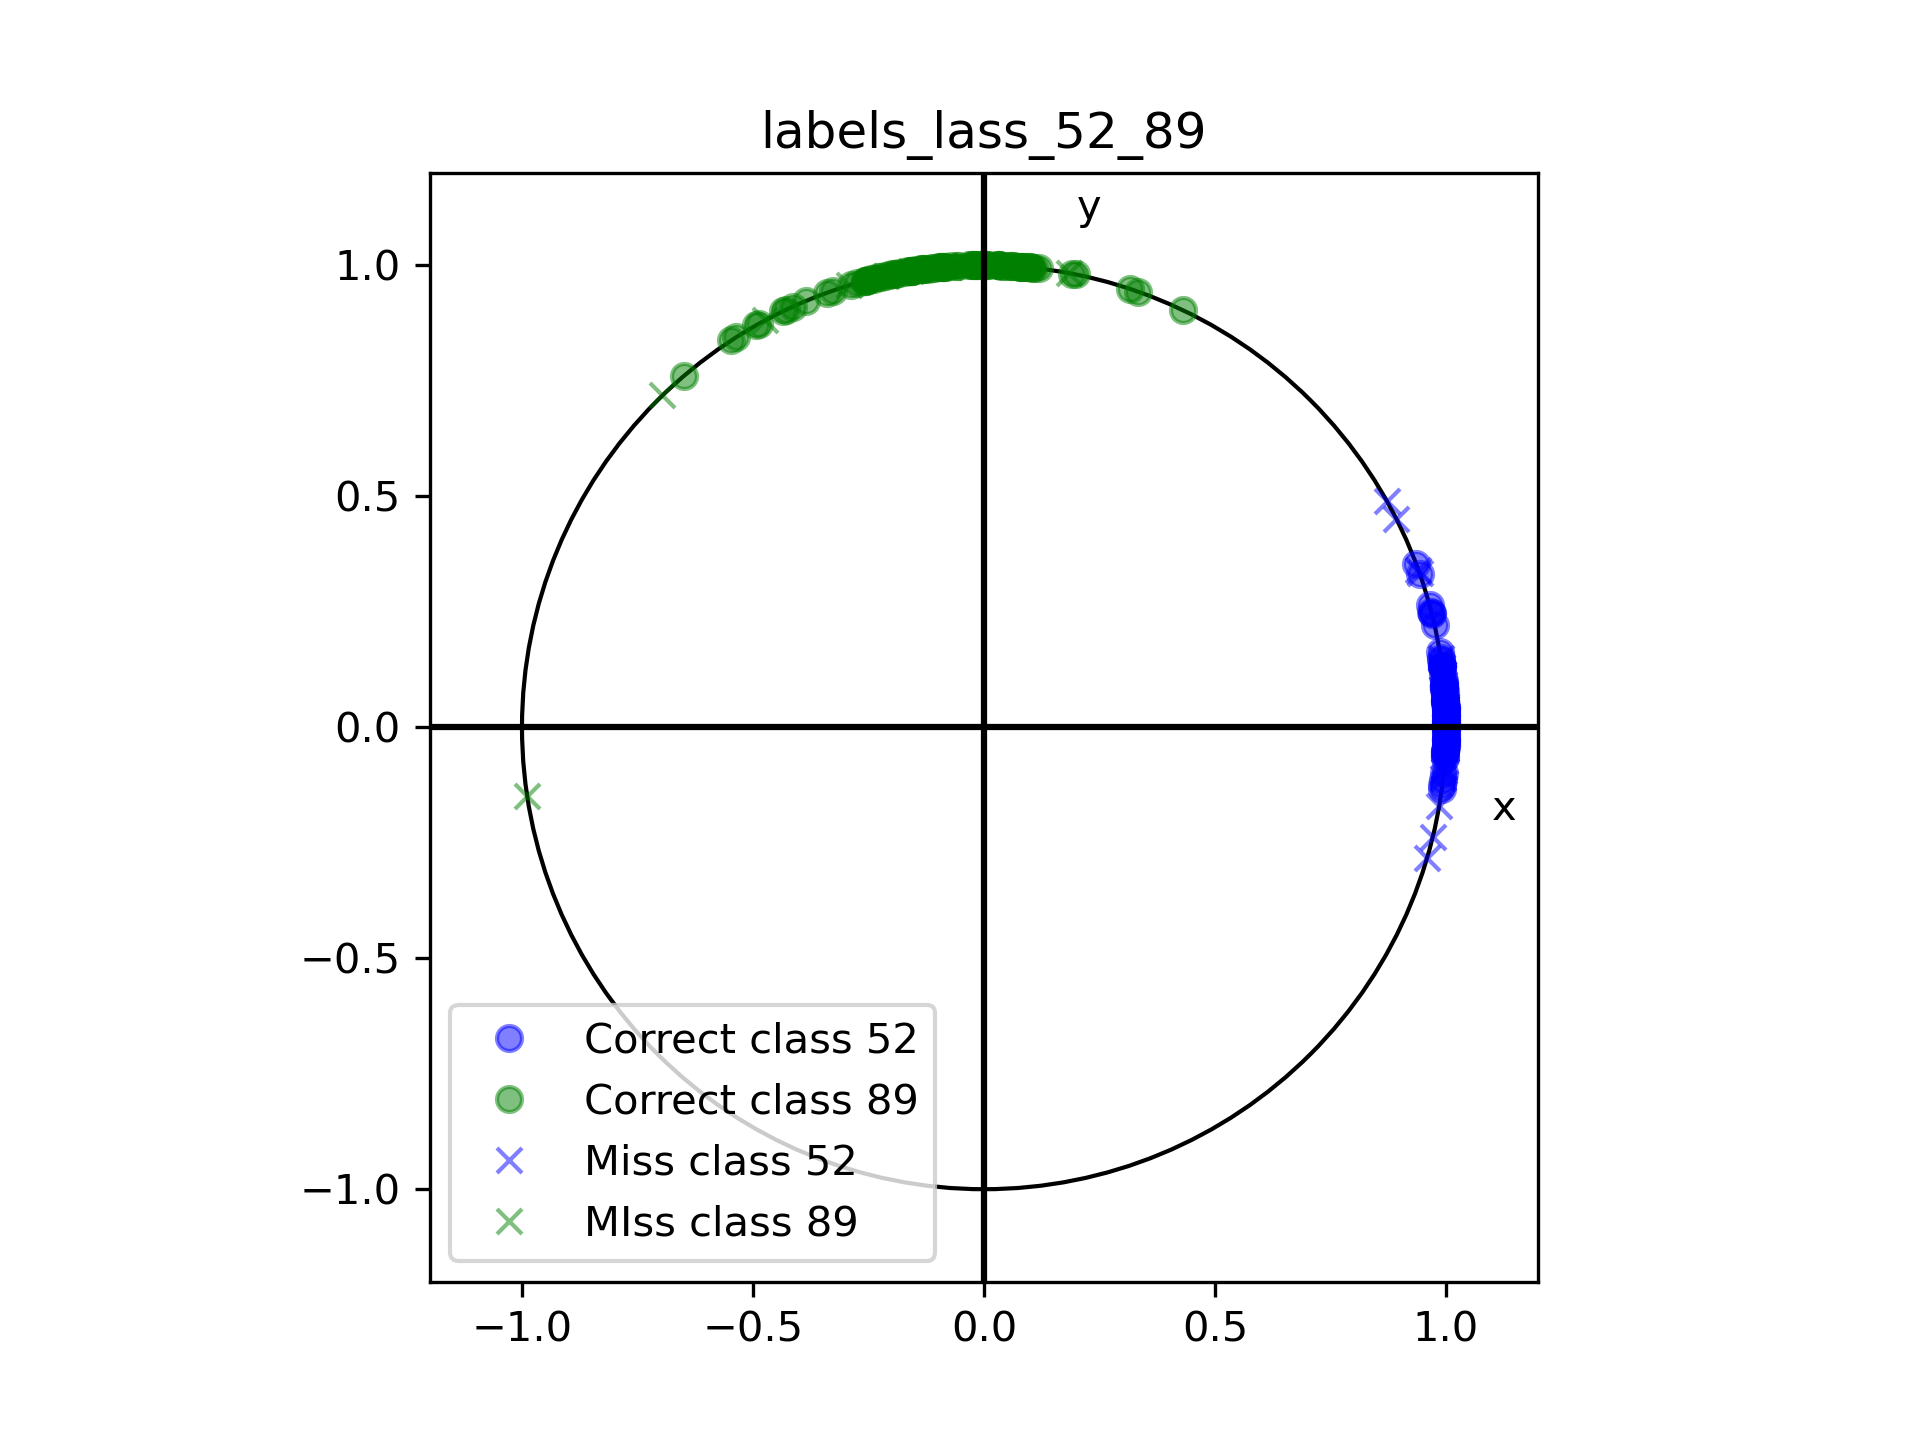 labels_lass_52_89
y
1.0
0.5
0.0
−0.5
−1.0
x
Correct class 52
Correct class 89
Miss class 52
MIss class 89
−1.0 −0.5 0.0 0.5 1.0